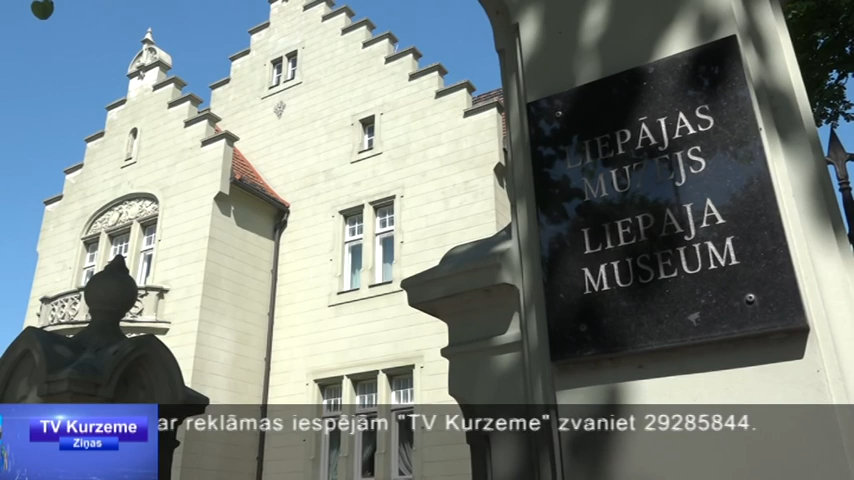 LIEPĀJAS
MUZEJS
LIEPAJA
MUSEUM
TV Kurzeme
Ziņas
ar reklāmas iespējām "TV Kurzeme" zvaniet 29285844.